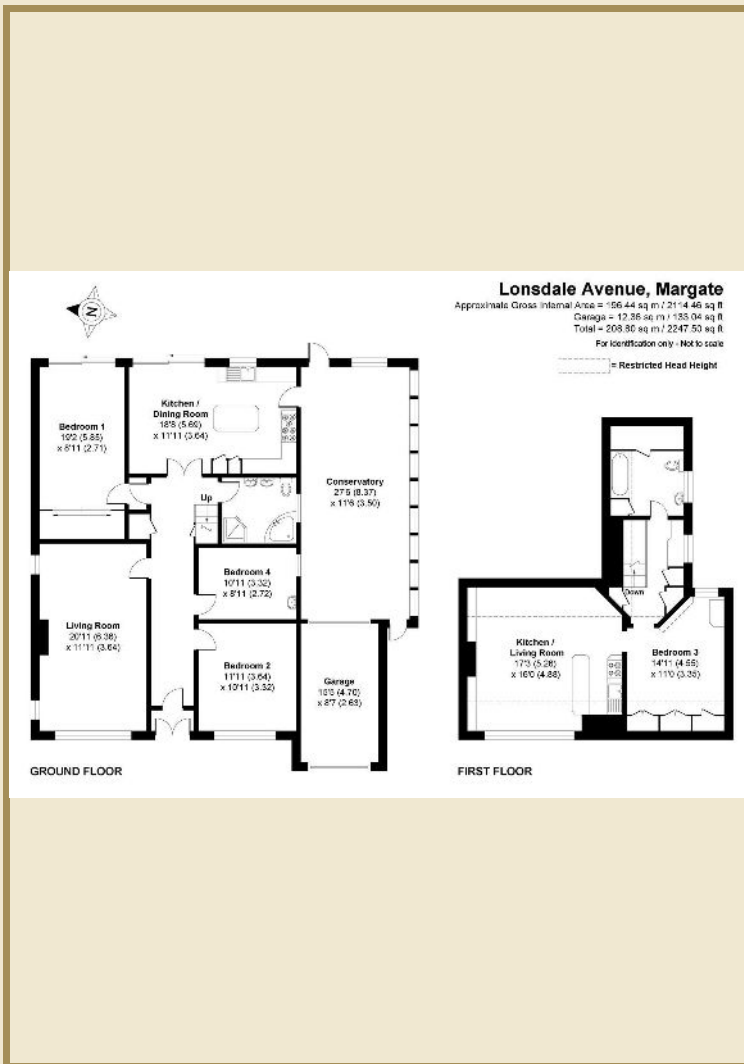 Lonsdale Avenue, Margate
Approximate Gross Internal Area = 196.44 sq m / 2114.46 sq ft
Garage = 12.36 sq m / 133.04 sq ft
Total = 208.80 sq m / 2247.50 sq ft
For identification only - Not to scale
= Restricted Head Height
N
Bedroom 1
19'2 (5.85)
x 8'11 (2.71)
Kitchen /
Dining Room
18'8 (5.69)
x 11'11 (3.64)
Up
Conservatory
27'5 (8.37)
x 11'6 (3.50)
Bedroom 4
10'11 (3.32)
x 8'11 (2.72)
Living Room
20'11 (6.36)
x 11'11 (3.64)
Bedroom 2
11'11 (3.64)
x 10'11 (3.32)
Garage
15'5 (4.70)
x 8'7 (2.63)
GROUND FLOOR
Down
Kitchen /
Living Room
17'3 (5.26)
x 16'0 (4.88)
Bedroom 3
14'11 (4.55)
x 11'0 (3.35)
FIRST FLOOR